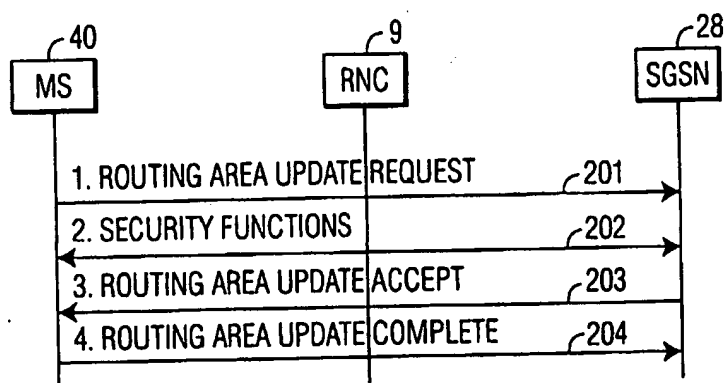 40
9
28
MS
RNC
SGSN
1. ROUTING AREA UPDATE REQUEST
201
2. SECURITY FUNCTIONS
202
3. ROUTING AREA UPDATE ACCEPT
203
4. ROUTING AREA UPDATE COMPLETE
204